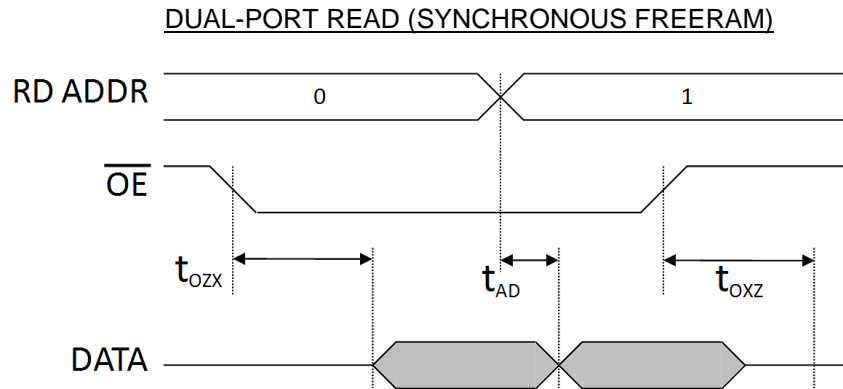 DUAL-PORT READ (SYNCHRONOUS FREERAM)
RD ADDR
0
1
OE
tOZX
tAD
tOXZ
DATA